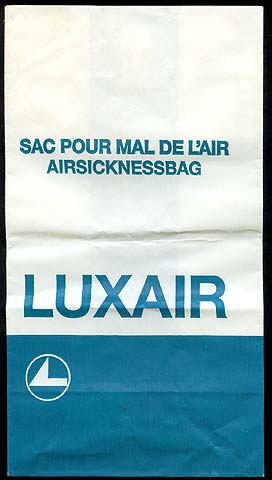 SAC POUR MAL DE L'AIR
AIRSICKNESSBAG
LUXAIR